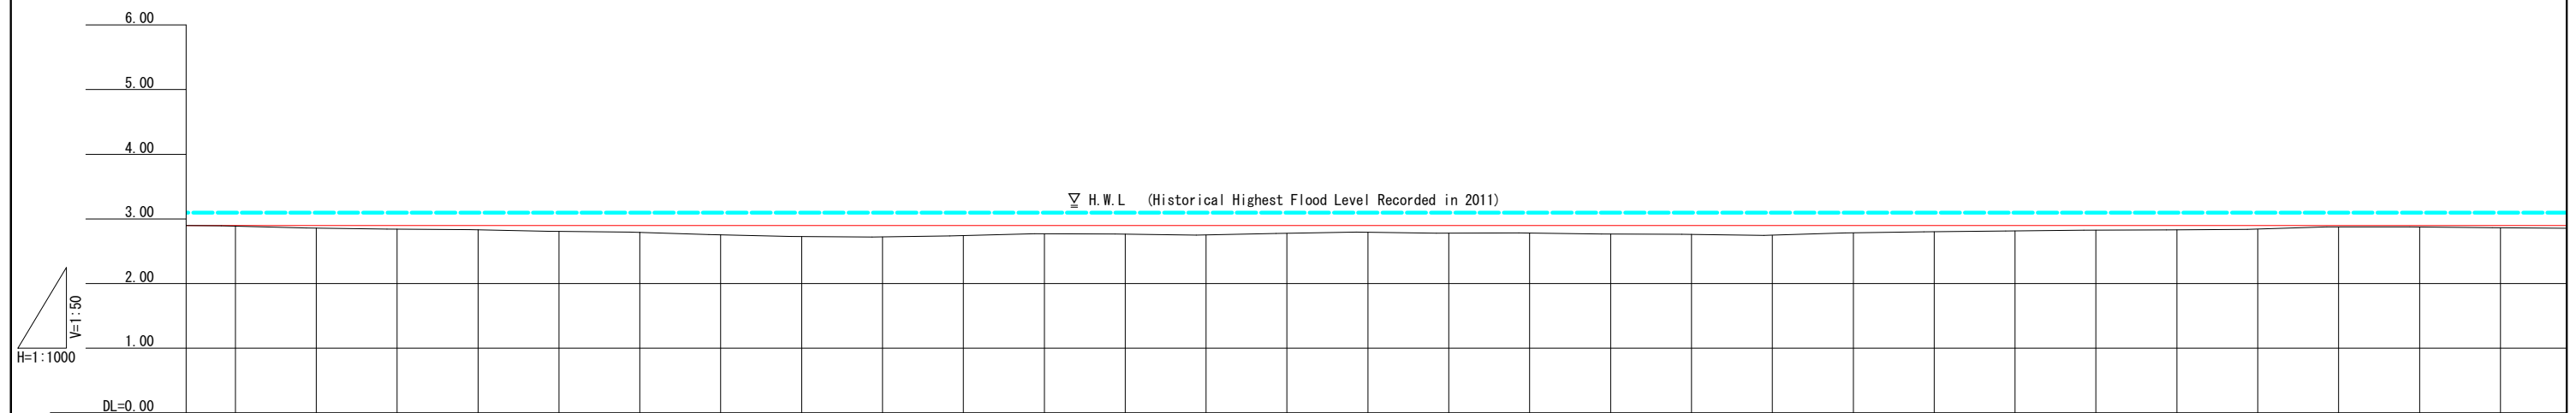 6.00
5.00
4.00
H.W.L (Historical Highest Flood Level Recorded in 2011)
3.00
2.00
V=1:50
1.00
H=1:1000
DL=0.00